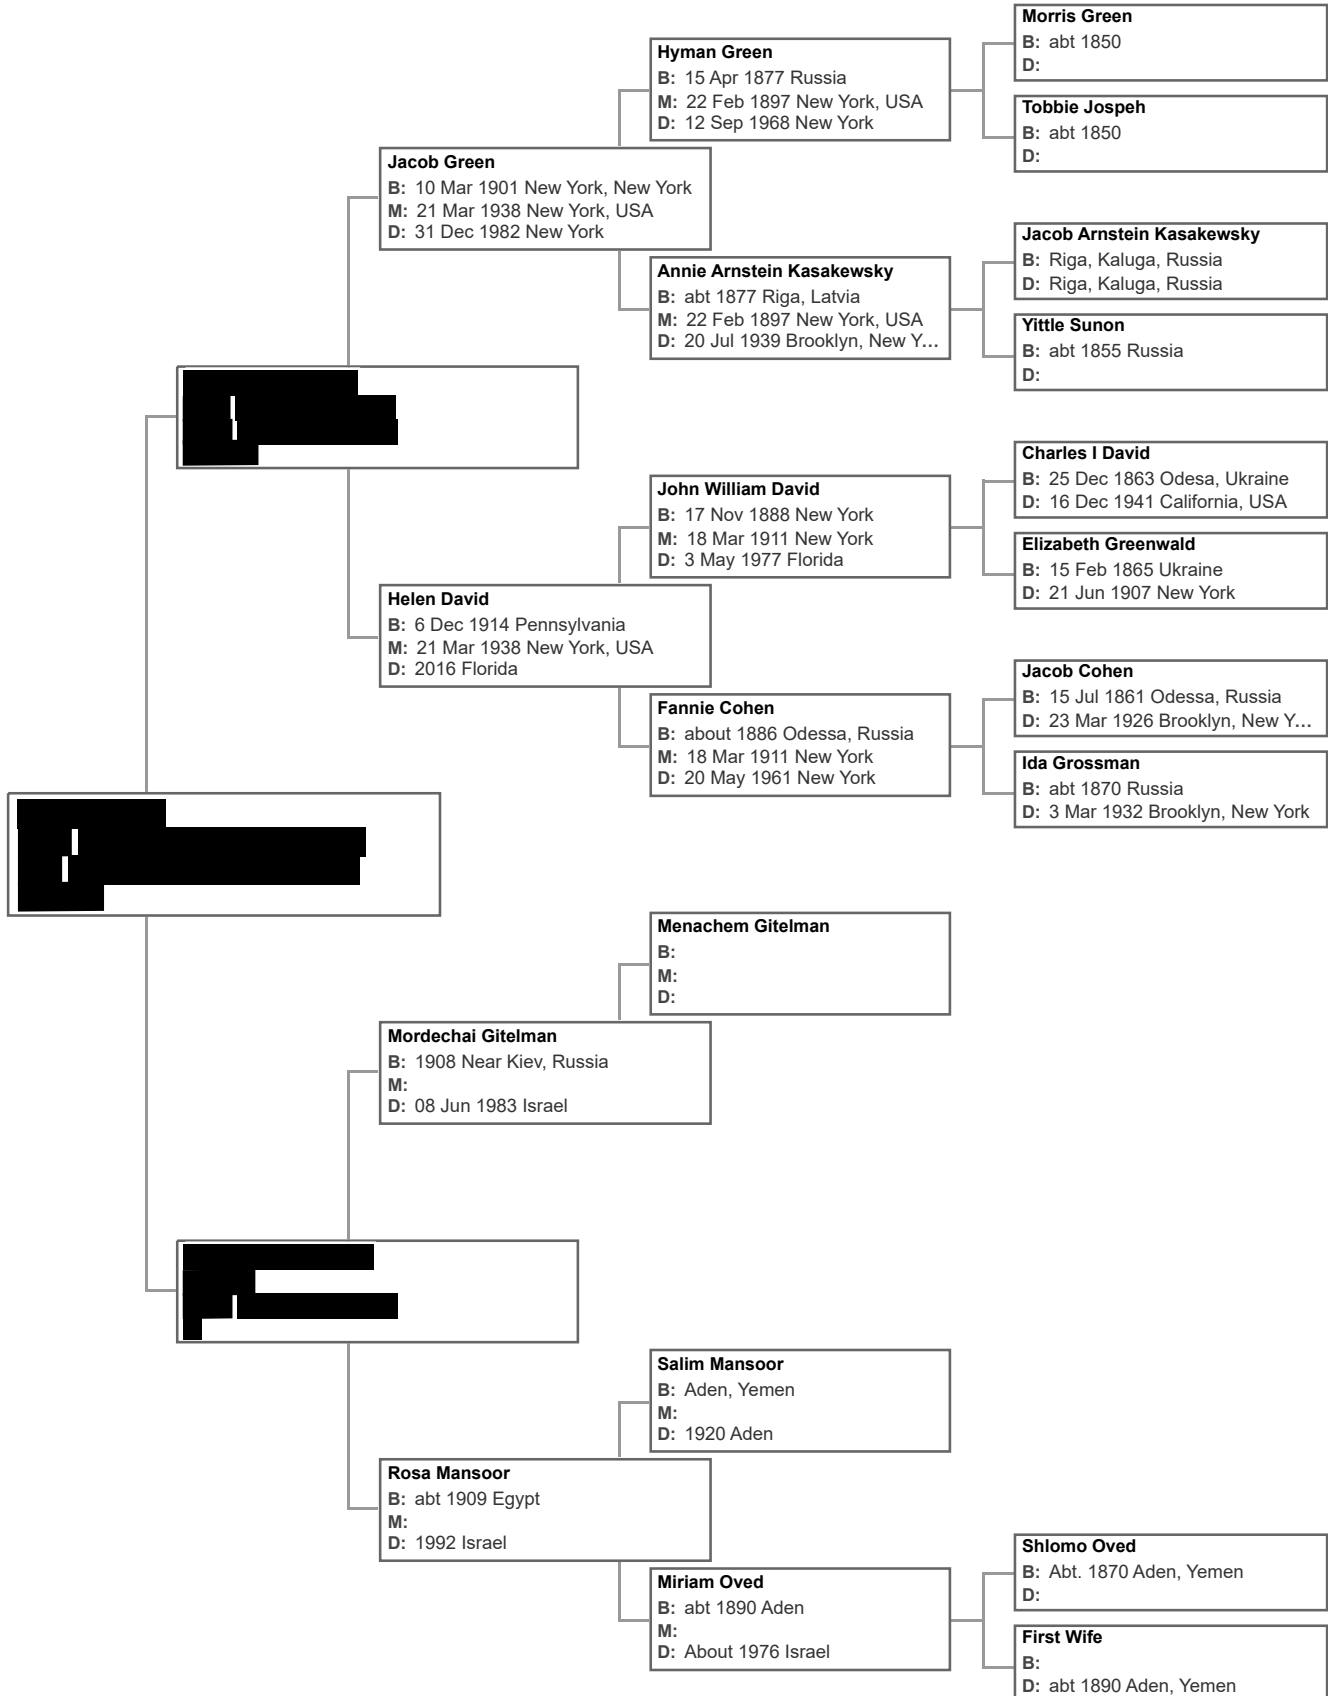 Morris Green
B: abt 1850
D:
Hyman Green
B: 15 Apr 1877 Russia
M: 22 Feb 1897 New York, USA
D: 12 Sep 1968 New York
Tobbie Jospeh
B: abt 1850
D:
Jacob Green
B: 10 Mar 1901 New York, New York
M: 21 Mar 1938 New York, USA
D: 31 Dec 1982 New York
Jacob Arnstein Kasakewsky
B: Riga, Kaluga, Russia
D: Riga, Kaluga, Russia
Annie Arnstein Kasakewsky
B: abt 1877 Riga, Latvia
M: 22 Feb 1897 New York, USA
D: 20 Jul 1939 Brooklyn, New Y...
Yittle Sunon
B: abt 1855 Russia
D:
Charles I David
B: 25 Dec 1863 Odesa, Ukraine
D: 16 Dec 1941 California, USA
John William David
B: 17 Nov 1888 New York
M: 18 Mar 1911 New York
D: 3 May 1977 Florida
Elizabeth Greenwald
B: 15 Feb 1865 Ukraine
D: 21 Jun 1907 New York
Helen David
B: 6 Dec 1914 Pennsylvania
M: 21 Mar 1938 New York, USA
D: 2016 Florida
Jacob Cohen
B: 15 Jul 1861 Odessa, Russia
D: 23 Mar 1926 Brooklyn, New Y...
Fannie Cohen
B: about 1886 Odessa, Russia
M: 18 Mar 1911 New York
D: 20 May 1961 New York
Ida Grossman
B: abt 1870 Russia
D: 3 Mar 1932 Brooklyn, New York
Menachem Gitelman
B:
M:
D:
Mordechai Gitelman
B: 1908 Near Kiev, Russia
M:
D: 08 Jun 1983 Israel
Salim Mansoor
B: Aden, Yemen
M:
D: 1920 Aden
Rosa Mansoor
B: abt 1909 Egypt
M:
D: 1992 Israel
Shlomo Oved
B: Abt. 1870 Aden, Yemen
D:
Miriam Oved
B: abt 1890 Aden
M:
D: About 1976 Israel
First Wife
B:
D: abt 1890 Aden, Yemen